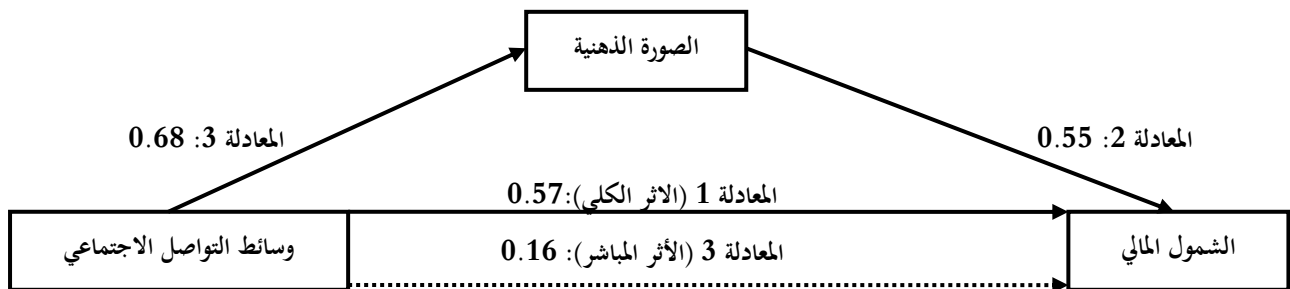 الصورة الذهنية
المعادلة 3: 0.68
المعادلة 2: 0.55
المعادلة 1 (الاثر الكلي):0.57
وسائط التواصل الاجتماعي
الشمول المالي
المعادلة 3 (الأثر المباشر): 0.16